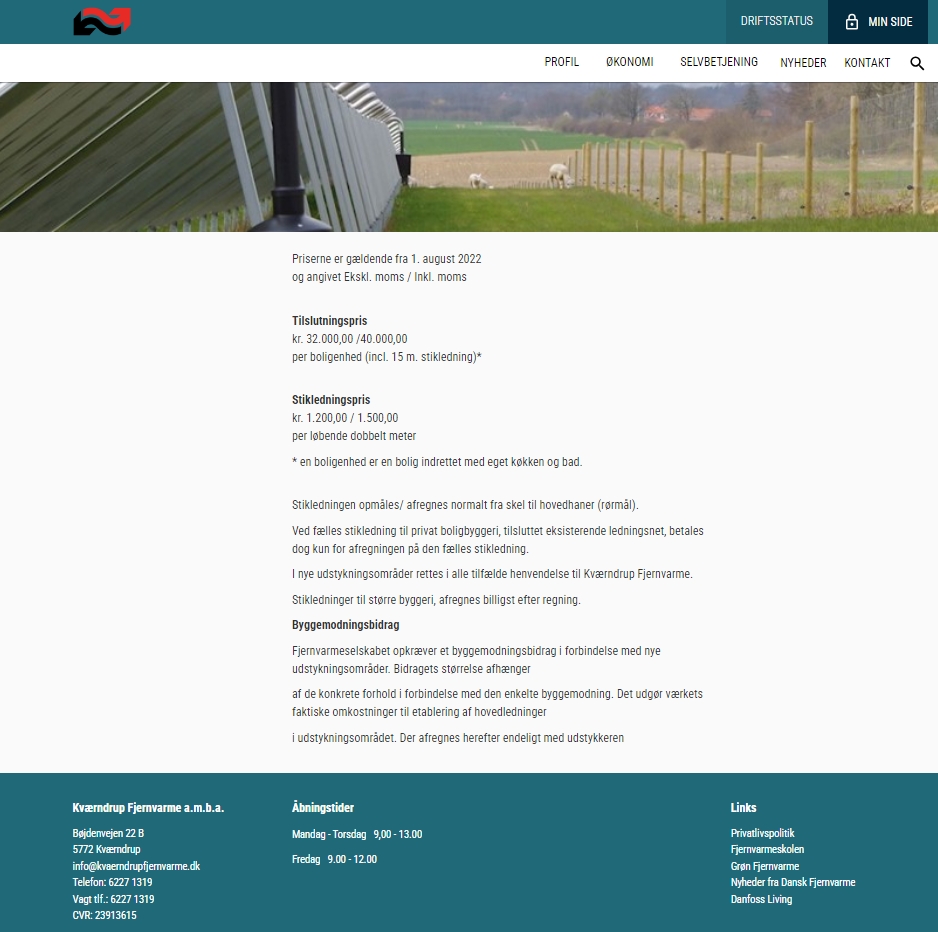 DRIFTSSTATUS
MIN SIDE
PROFIL
ØKONOMI
SELVBETJENING
NYHEDER
KONTAKT
Priserne er gældende fra 1. august 2022
og angivet Ekskl. moms / Inkl. moms
Tilslutningspris
kr. 32.000,00 /40.000,00
per boligenhed (incl. 15 m. stikledning)*
Stikledningspris
kr. 1.200,00 / 1.500,00
per løbende dobbelt meter
* en boligenhed er en bolig indrettet med eget køkken og bad.
Stikledningen opmåles/ afregnes normalt fra skel til hovedhaner (rørmål).
Ved fælles stikledning til privat boligbyggeri, tilsluttet eksisterende ledningsnet, betales
dog kun for afregningen på den fælles stikledning.
I nye udstykningsområder rettes i alle tilfælde henvendelse til Kværndrup Fjernvarme.
Stikledninger til større byggeri, afregnes billigst efter regning.
Byggemodningsbidrag
Fjernvarmeselskabet opkræver et byggemodningsbidrag i forbindelse med nye
udstykningsområder. Bidragets størrelse afhænger
af de konkrete forhold i forbindelse med den enkelte byggemodning. Det udgør værkets
faktiske omkostninger til etablering af hovedledninger
i udstykningsområdet. Der afregnes herefter endeligt med udstykkeren
Kværndrup Fjernvarme a.m.b.a.
Bøjdenvejen 22 B
5772 Kværndrup
info@kvaerndrupfjernvarme.dk
Telefon: 6227 1319
Vagt tlf.: 6227 1319
CVR: 23913615
Åbningstider
Mandag - Torsdag 9,00 - 13.00
Fredag 9.00 - 12.00
Links
Privatlivspolitik
Fjernvarmeskolen
Grøn Fjernvarme
Nyheder fra Dansk Fjernvarme
Danfoss Living